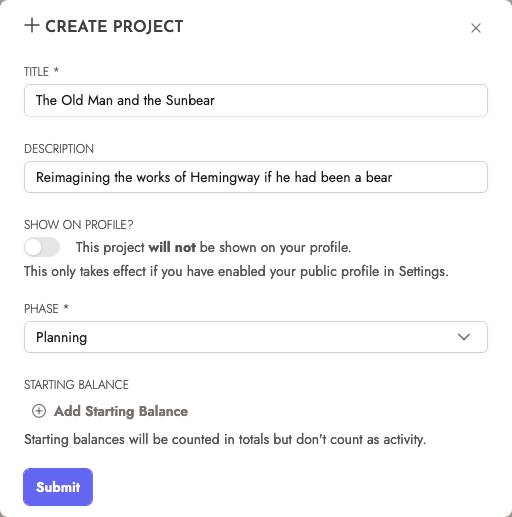 CREATE PROJECT
TITLE *
The Old Man and the Sunbear
DESCRIPTION
Reimagining the works of Hemingway if he had been a bear
SHOW ON PROFILE?
This project will not be shown on your profile.
This only takes effect if you have enabled your public profile in Settings.
PHASE *
Planning
STARTING BALANCE
Add Starting Balance
Starting balances will be counted in totals but don't count as activity.
Submit